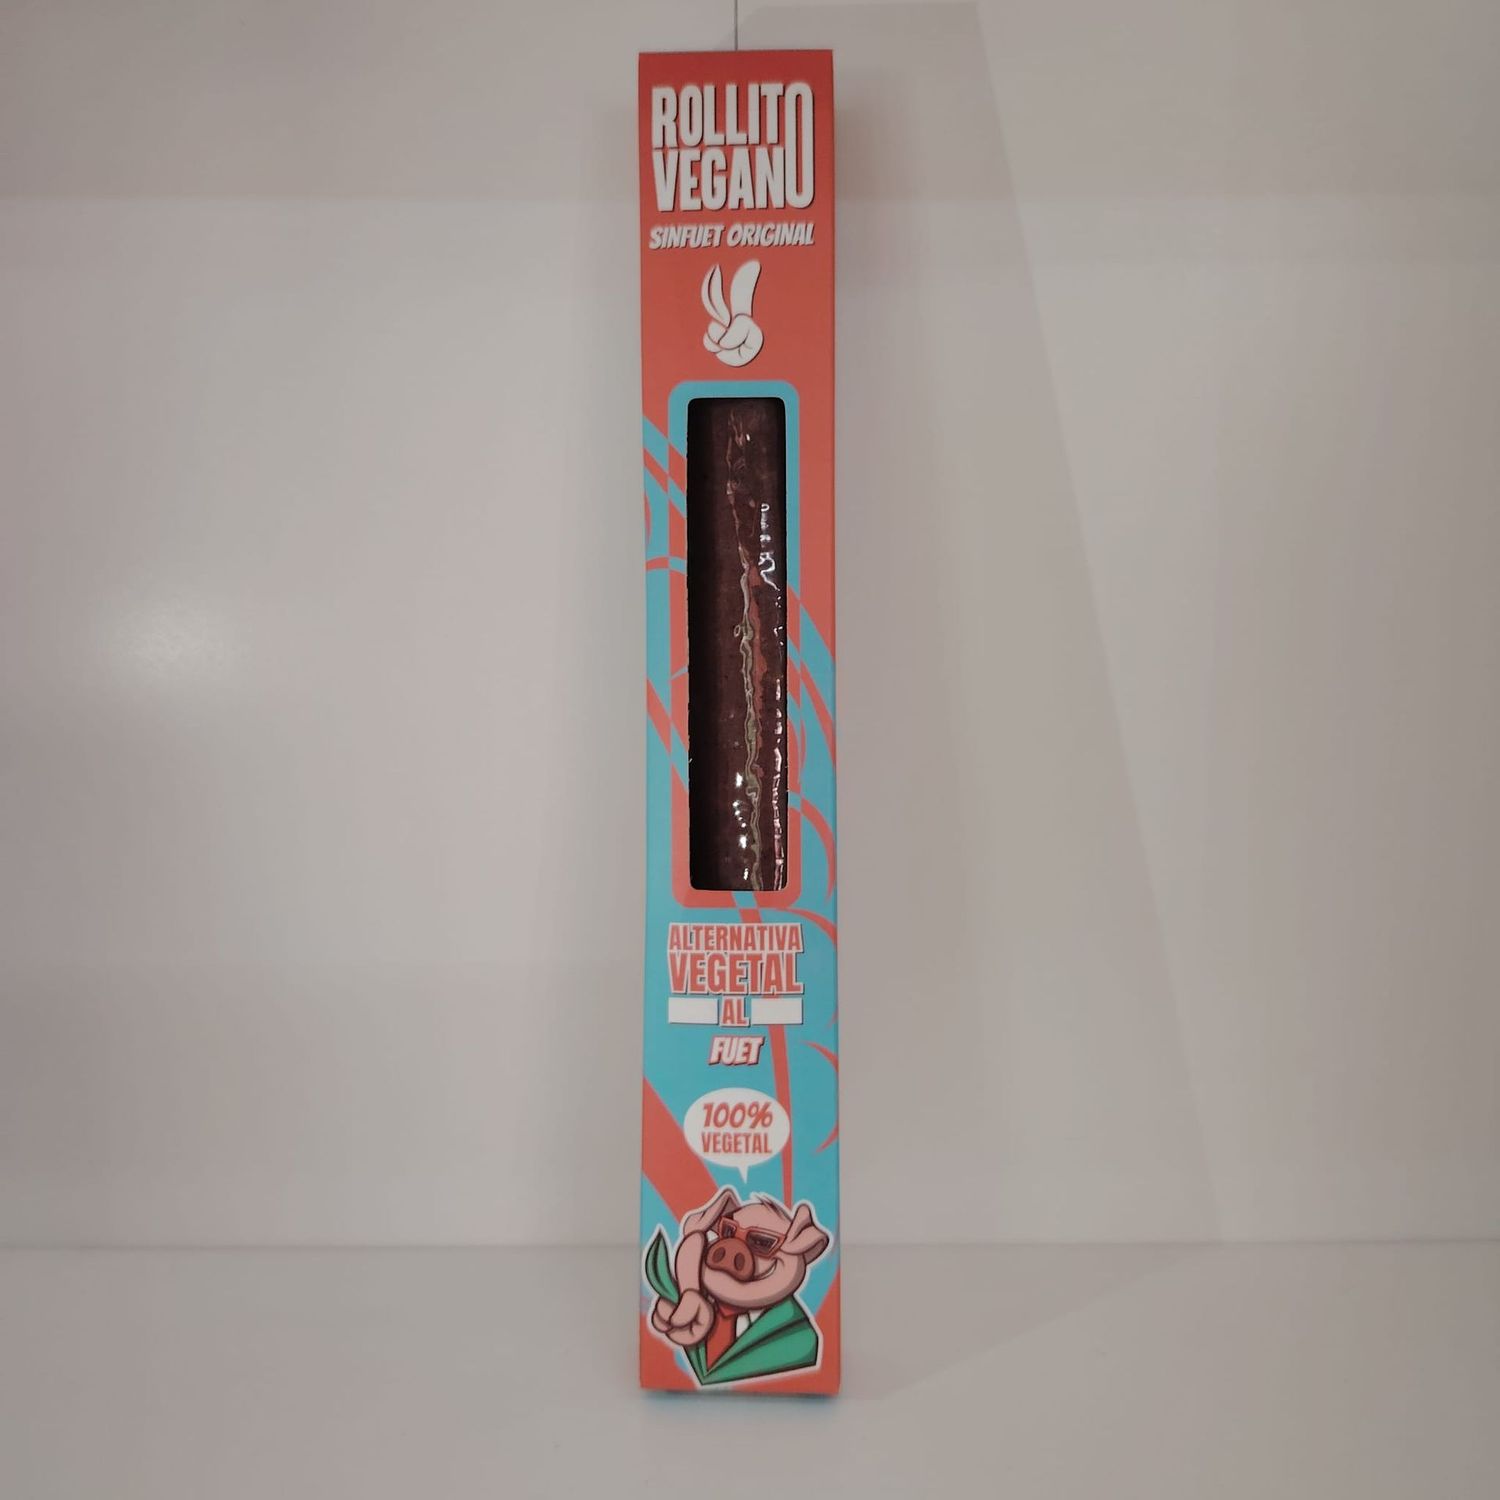 ROLLITO
VEGANO
SINFUET ORIGINAL
ALTERNATIVA
VEGETAL
AL
FUET
100%
VEGETAL